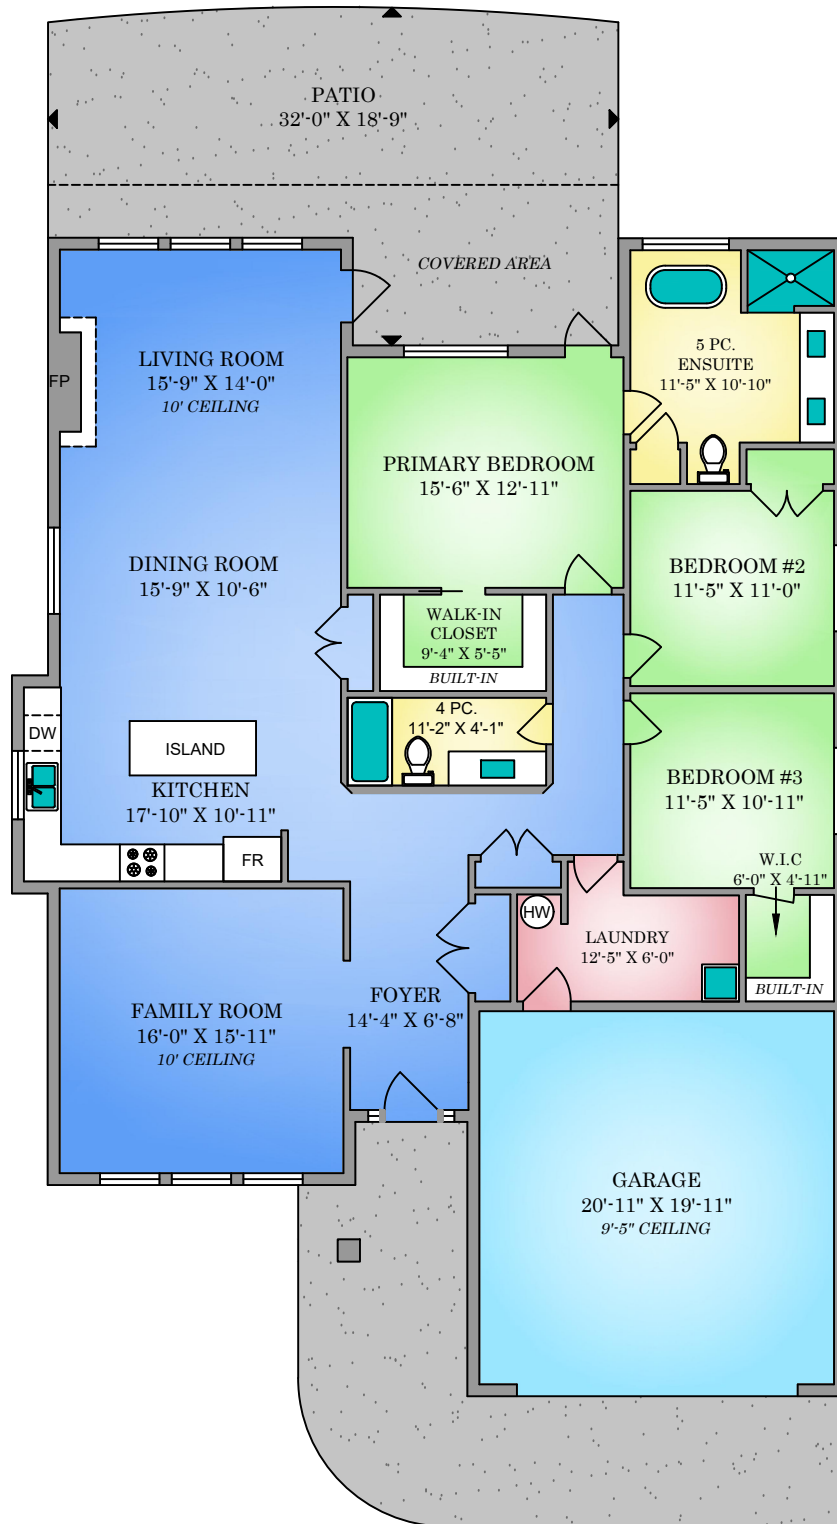 PATIO
32'-0" X 18'-9"
COVERED AREA
LIVING ROOM
15'-9" X 14'-0"
10' CEILING
FP
5 PC.
ENSUITE
11'-5" X 10'-10"
PRIMARY BEDROOM
15'-6" X 12'-11"
DINING ROOM
15'-9" X 10'-6"
BEDROOM #2
11'-5" X 11'-0"
WALK-IN
CLOSET
9'-4" X 5'-5"
BUILT-IN
4 PC.
11'-2" X 4'-1"
DW
ISLAND
KITCHEN
17'-10" X 10'-11"
FR
BEDROOM #3
11'-5" X 10'-11"
W.I.C
6'-0" X 4'-11"
BUILT-IN
HW
LAUNDRY
12'-5" X 6'-0"
FAMILY ROOM
16'-0" X 15'-11"
10' CEILING
FOYER
14'-4" X 6'-8"
GARAGE
20'-11" X 19'-11"
9'-5" CEILING